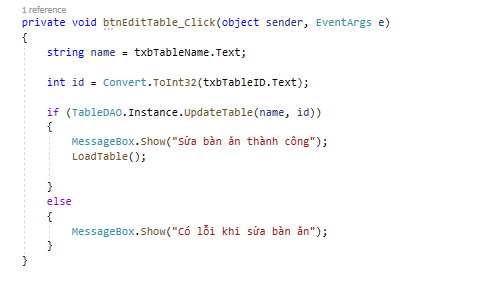 1 reference
private void btnEditTable_Click(object sender, EventArgs e)
{
string name = txbTableName.Text;
int id = Convert.ToInt32(txbTableID.Text);
if (TableDAO.Instance.UpdateTable(name, id))
{
MessageBox.Show("Sửa bàn ăn thành công");
LoadTable();
}
else
{
MessageBox.Show("Có lỗi khi sửa bàn ăn");
}
}